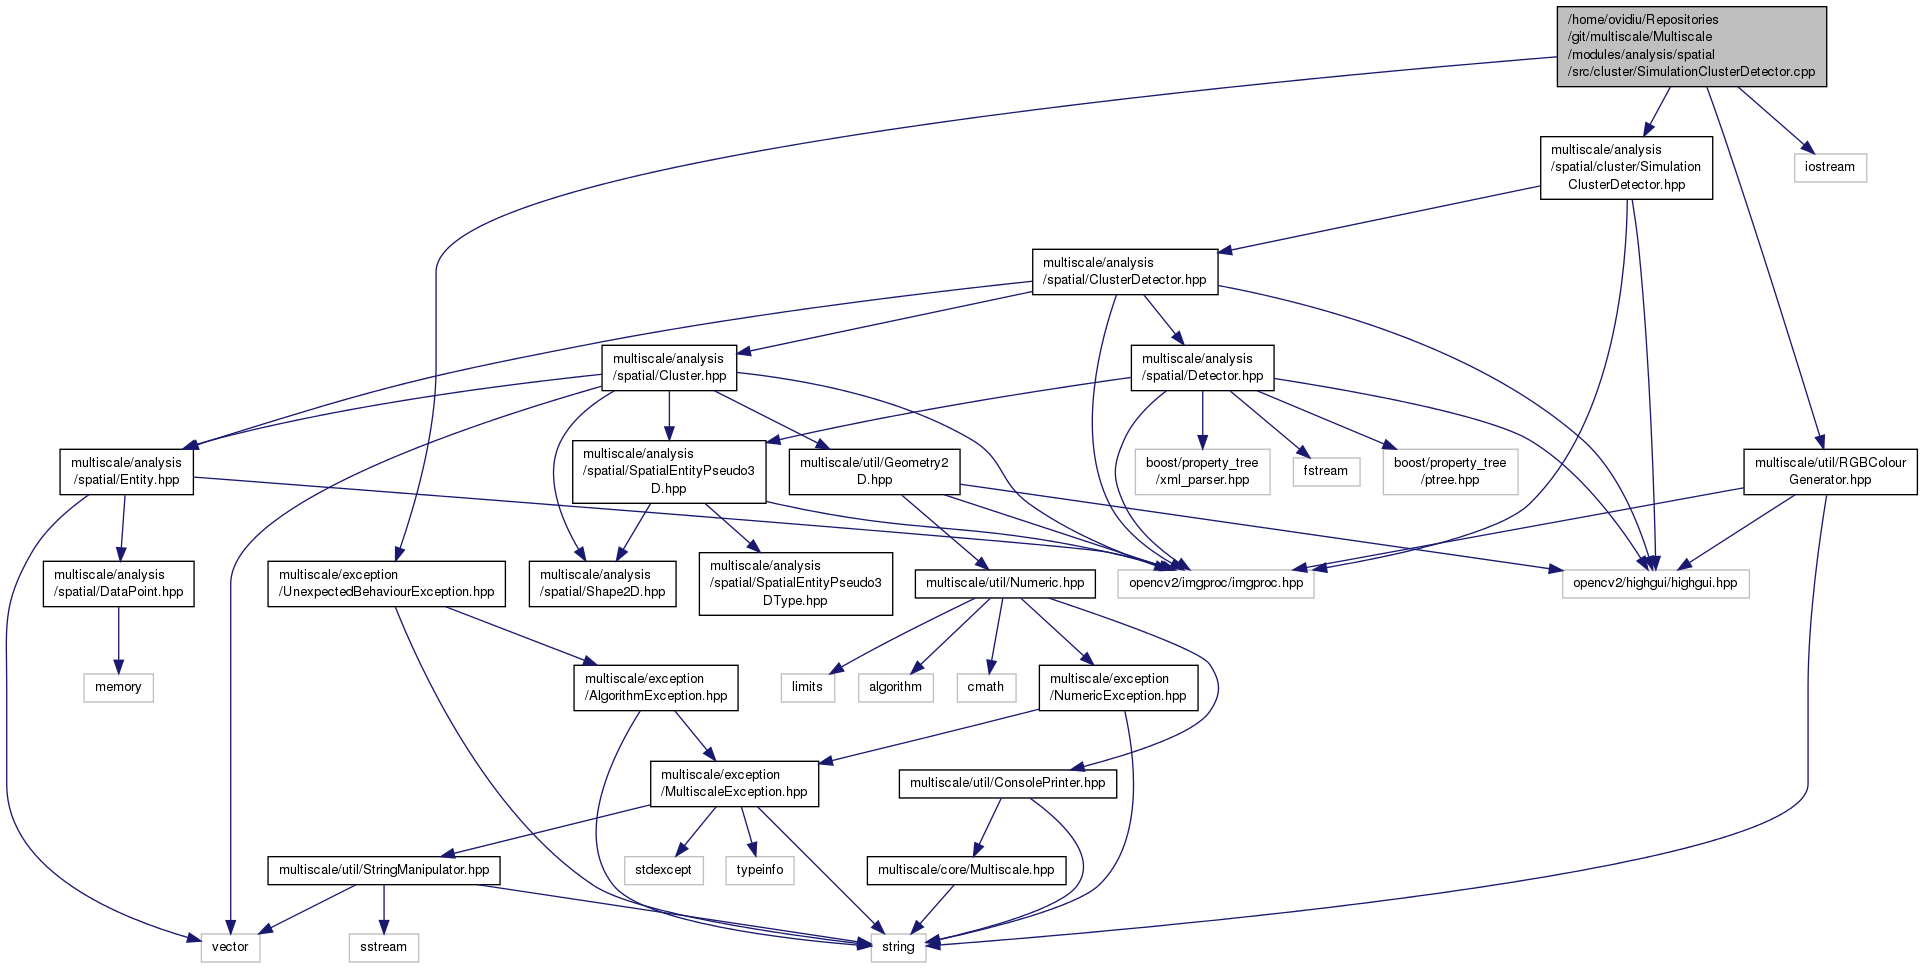 /home/ovidiu/Repositories
/git/multiscale/Multiscale
/modules/analysis/spatial
/src/cluster/SimulationClusterDetector.cpp
multiscale/analysis
/spatial/cluster/Simulation
ClusterDetector.hpp
iostream
multiscale/analysis
/spatial/ClusterDetector.hpp
multiscale/analysis
/spatial/Cluster.hpp
multiscale/analysis
/spatial/Detector.hpp
multiscale/analysis
/spatial/Entity.hpp
multiscale/analysis
/spatial/SpatialEntityPseudo3
D.hpp
multiscale/util/Geometry2
D.hpp
boost/property_tree
/xml_parser.hpp
fstream
boost/property_tree
/ptree.hpp
multiscale/util/RGBColour
Generator.hpp
multiscale/analysis
/spatial/DataPoint.hpp
multiscale/exception
/UnexpectedBehaviourException.hpp
multiscale/analysis
/spatial/Shape2D.hpp
multiscale/analysis
/spatial/SpatialEntityPseudo3
DType.hpp
multiscale/util/Numeric.hpp
opencv2/imgproc/imgproc.hpp
opencv2/highgui/highgui.hpp
memory
multiscale/exception
/AlgorithmException.hpp
limits
algorithm
cmath
multiscale/exception
/NumericException.hpp
multiscale/exception
/MultiscaleException.hpp
multiscale/util/ConsolePrinter.hpp
multiscale/util/StringManipulator.hpp
stdexcept
typeinfo
multiscale/core/Multiscale.hpp
vector
sstream
string